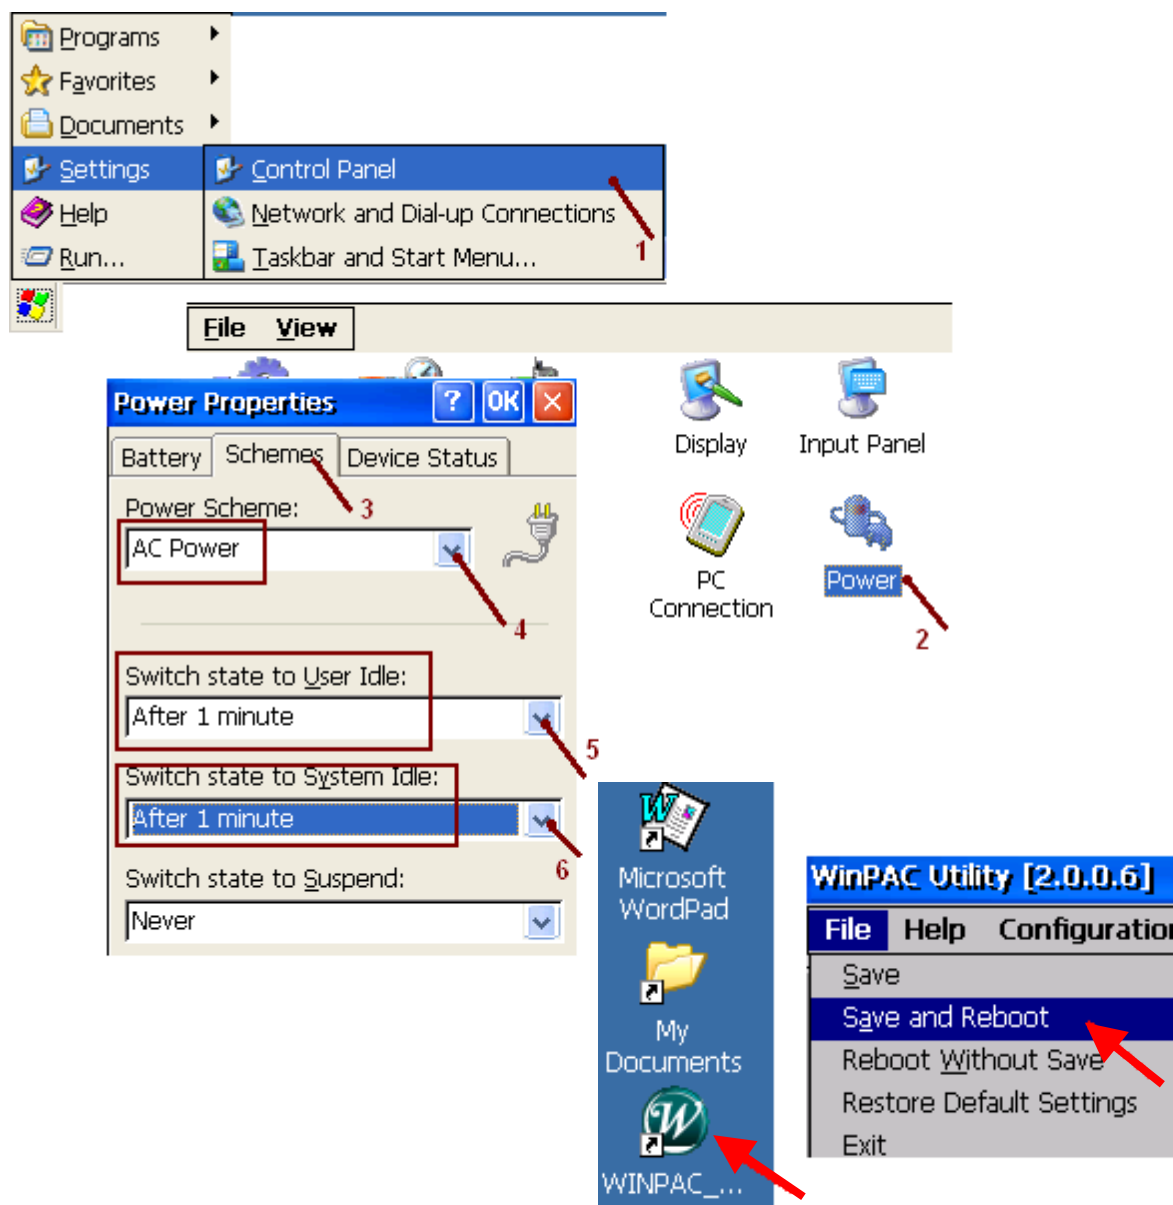 Programs
Favorites
Documents
Settings
Control Panel
Help
Network and Dial-up Connections
1
Run...
Taskbar and Start Menu...
File View
Power Properties ? OK
Battery Schemes Device Status
Power Scheme:
3
AC Power
4
Switch state to User Idle:
After 1 minute
5
Switch state to System Idle:
After 1 minute
6
Switch state to Suspend:
Never
Display
Input Panel
PC
Connection
Power
2
Microsoft
WordPad
My
Documents
WINPAC_...
WinPAC Utility [2.0.0.6]
File Help Configuration
Save
Save and Reboot
Reboot Without Save
Restore Default Settings
Exit